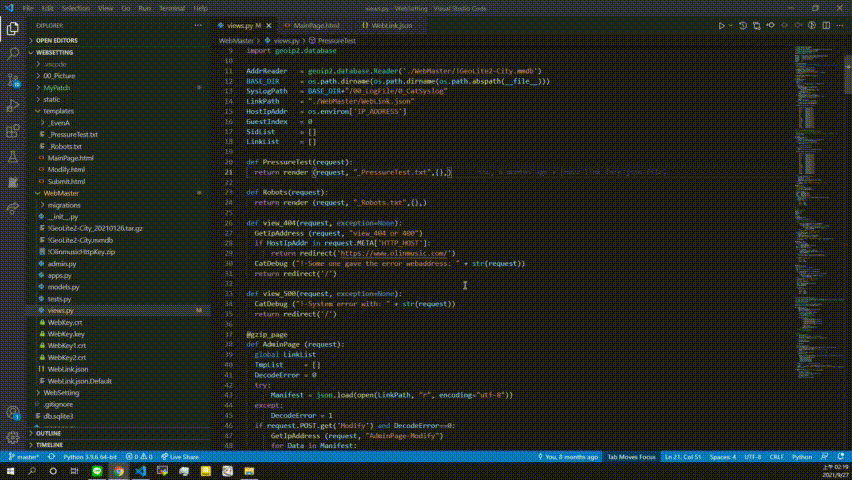 File Edit Selection View Go Run Terminal Help
views.py - WebSetting - Visual Studio Code
EXPLORER
OPEN EDITORS
WEBSETTING
.vscode
00_Picture
MyPatch
static
templates
_EvenA
_PressureTest.txt
_Robots.txt
MainPage.html
Modify.html
Submit.html
WebMaster
migrations
__init__.py
!GeoLite2-City_20210126.tar.gz
!GeoLite2-City.mmdb
!OlinmusicHttpKey.zip
admin.py
apps.py
models.py
tests.py
views.py M
WebKey.crt
WebKey.key
WebKey1.crt
WebKey2.crt
WebLink.json
WebLink.json.Default
WebSetting
.gitignore
db.sqlite3
OUTLINE
TIMELINE
views.py M
MainPage.html
WebLink.json
WebMaster > views.py > PressureTest
9 import geoip2.database
10
11 AddrReader = geoip2.database.Reader('./WebMaster/!GeoLite2-City.mmdb')
12 BASE_DIR = os.path.dirname(os.path.dirname(os.path.abspath(__file__)))
13 SysLogPath = BASE_DIR+"/00_LogFile/0_CatSyslog"
14 LinkPath = "./WebMaster/WebLink.json"
15 HostIpAddr = os.environ['IP_ADDRESS']
16 GuestIndex = 0
17 SidList = []
18 LinkList = []
19
20 def PressureTest(request):
21 return render (request, "_PressureTest.txt",{},)
22
23 def Robots(request):
24 return render (request, "_Robots.txt",{},)
25
26 def view_404(request, exception=None):
27 GetIpAddress (request, "view_404 or 400")
28 if HostIpAddr in request.META['HTTP_HOST']:
29 return redirect('https://www.olinmusic.com/')
30 CatDebug ("!-Some one gave the error webaddress: " + str(request))
31 return redirect('/')
32
33 def view_500(request, exception=None):
34 CatDebug ("!-System error with: " + str(request))
35 return redirect('/')
36
37 @gzip_page
38 def AdminPage (request):
39 global LinkList
40 TmpList = []
41 DecodeError = 0
42 try:
43 Manifest = json.load(open(LinkPath, "r", encoding="utf-8"))
44 except:
45 DecodeError = 1
46 if request.POST.get('Modify') and DecodeError==0:
47 GetIpAddress (request, "AdminPage-Modify")
48 for Data in Manifest:
master* Python 3.9.6 64-bit 0 0 Live Share
You, 8 months ago Tab Moves Focus Ln 21, Col 51 Spaces: 4 UTF-8 CRLF Python
上午 02:19
2021/9/27